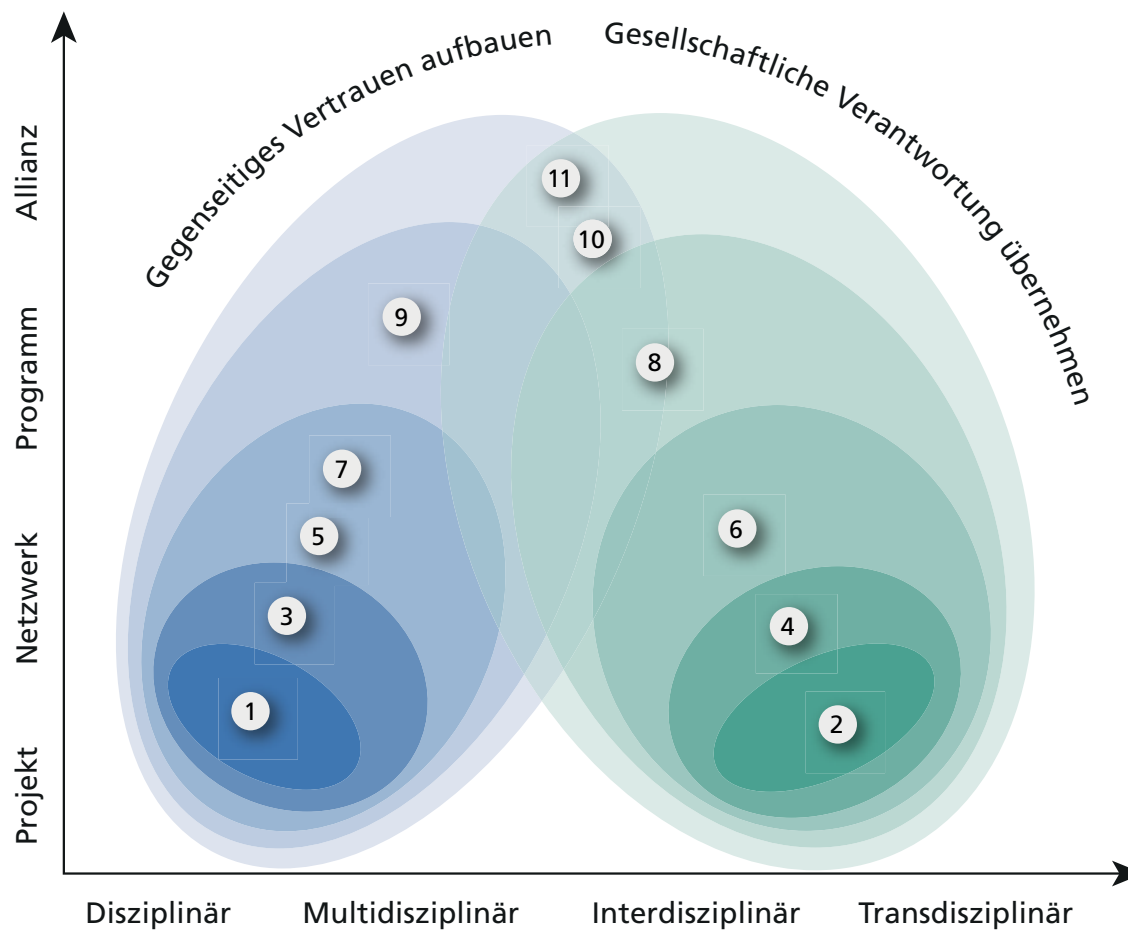 Gegenseitiges Vertrauen aufbauen
Gesellschaftliche Verantwortung übernehmen
Allianz
Programm
Netzwerk
Projekt
11
10
9
8
7
5
6
3
4
1
2
Disziplinär
Multidisziplinär
Interdisziplinär
Transdisziplinär